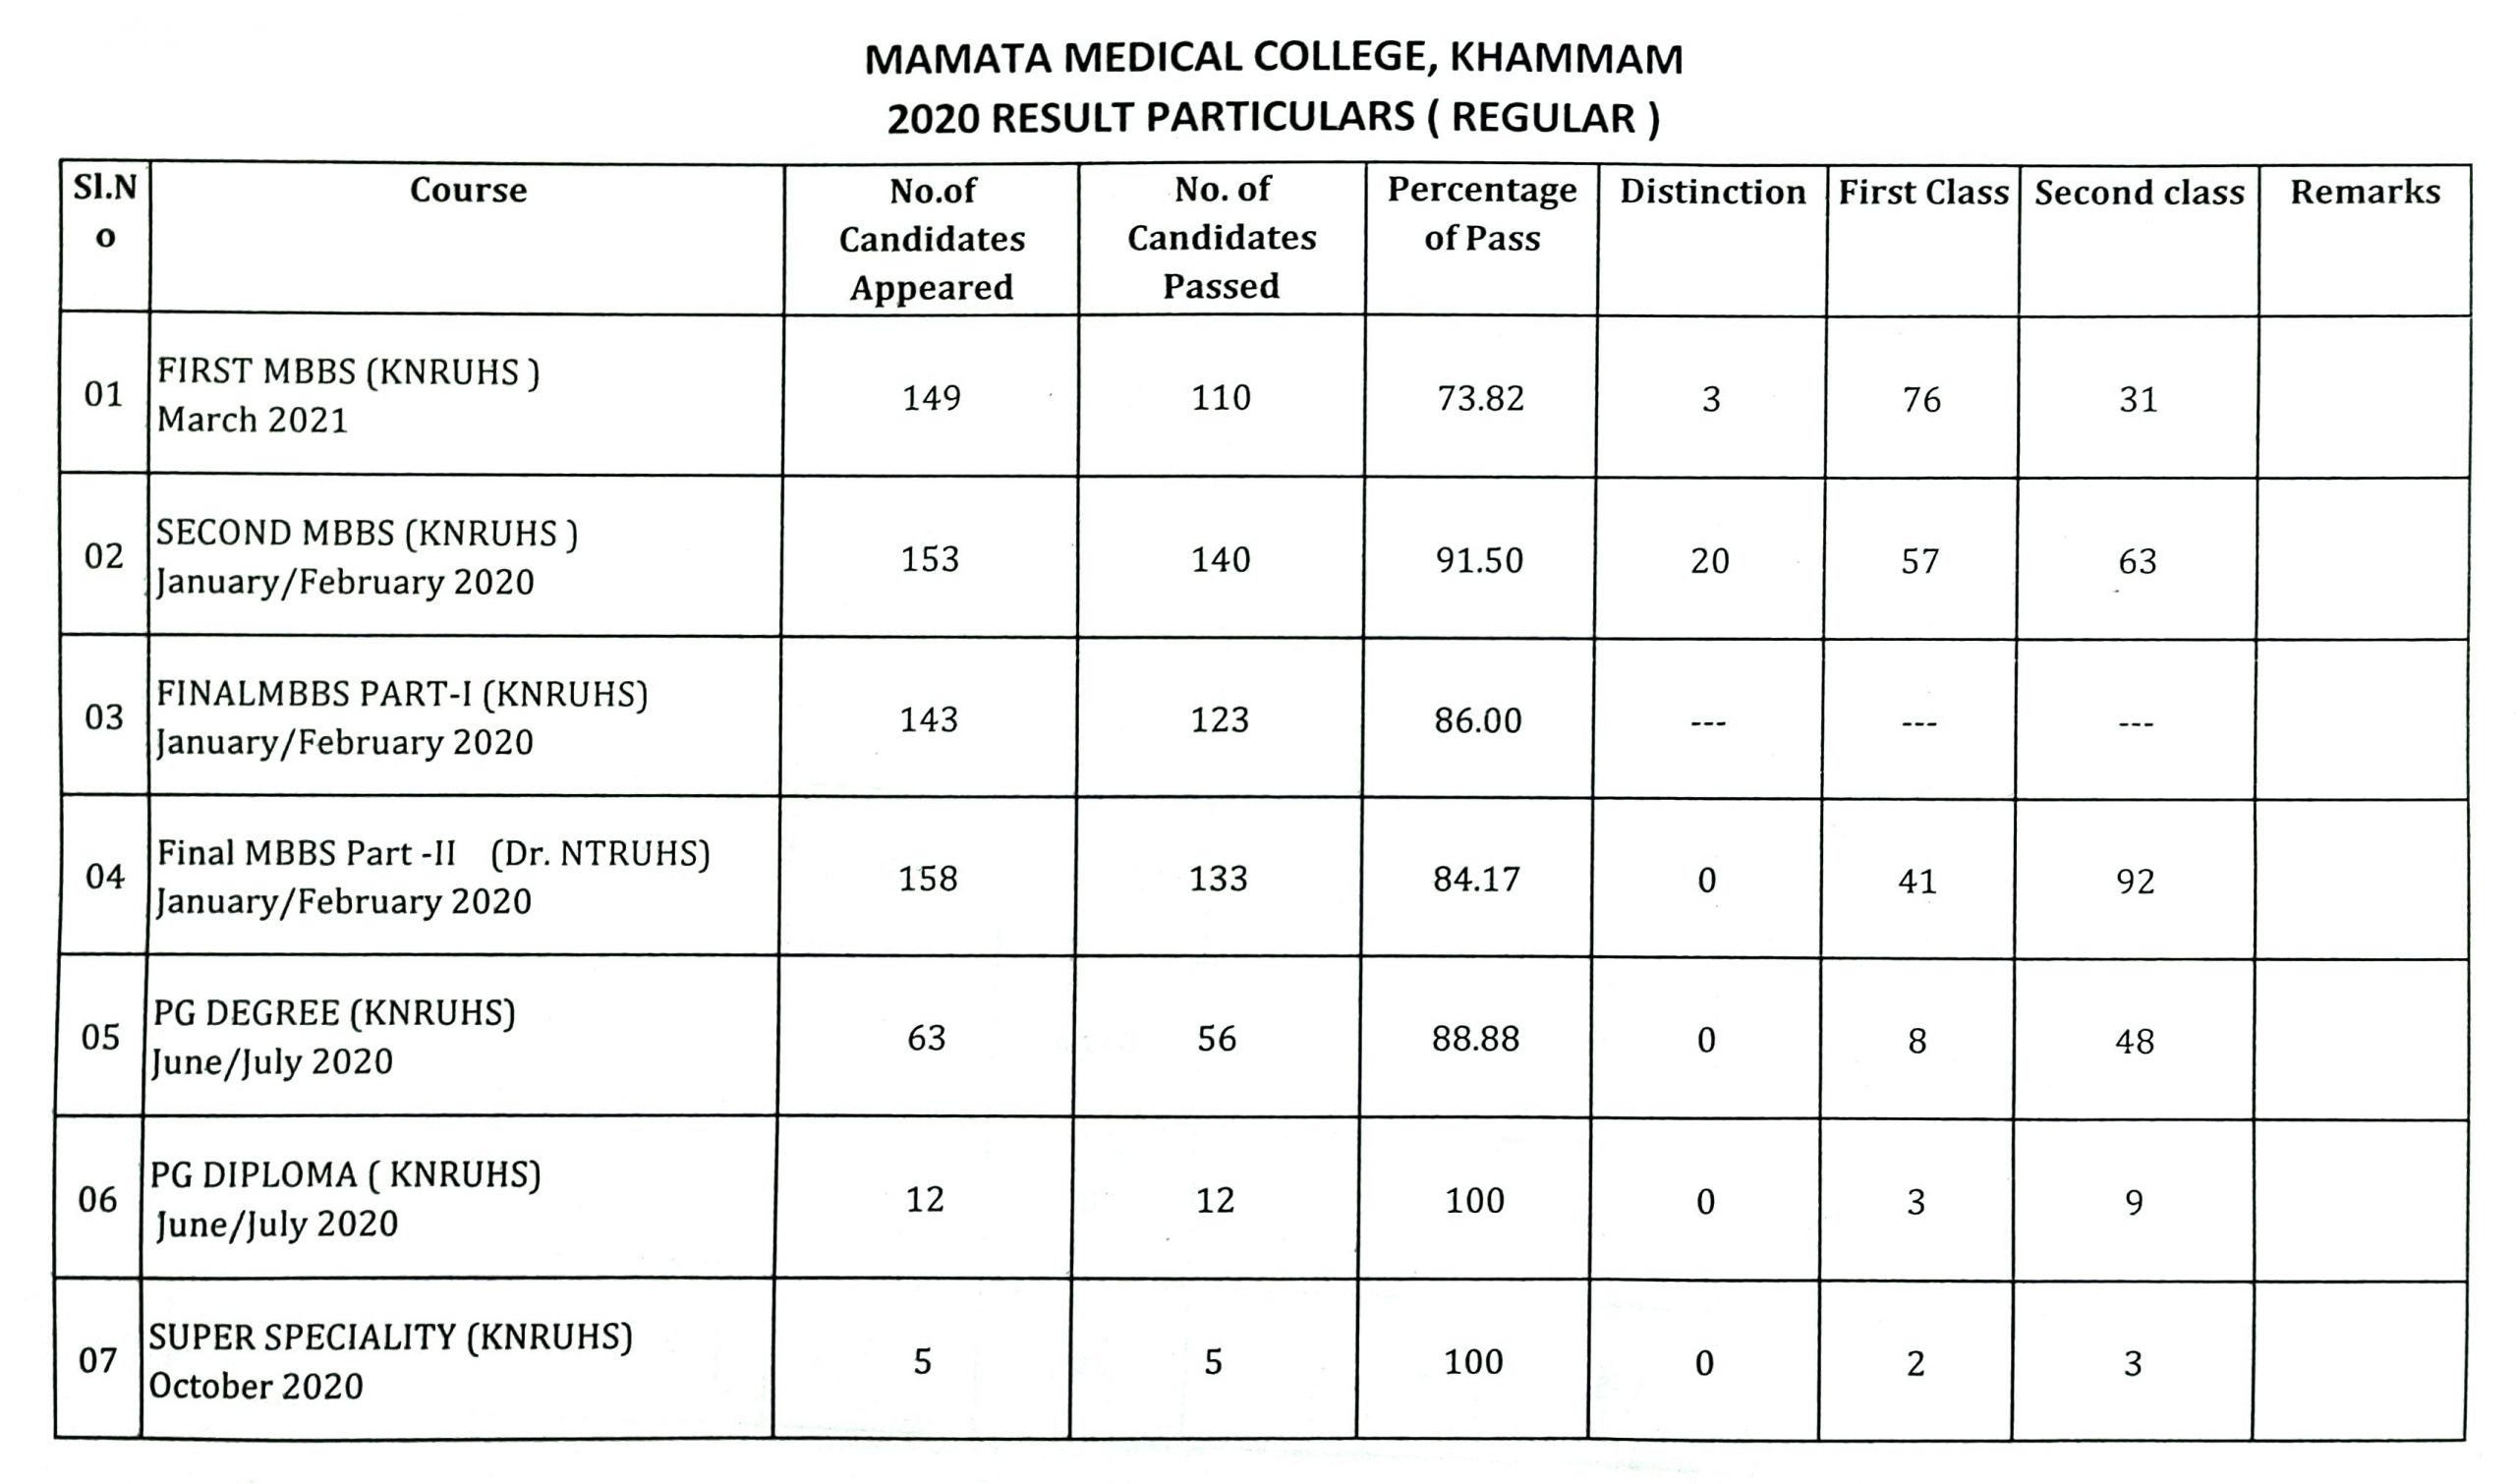 MAMATA MEDICAL COLLEGE, KHAMMAM
2020 RESULT PARTICULARS ( REGULAR )
Sl.N
o Course No.of
Candidates
Appeared No. of
Candidates
Passed Percentage
of Pass Distinction First Class Second class Remarks
01 FIRST MBBS (KNRUHS )
March 2021 149 110 73.82 3 76 31
02 SECOND MBBS (KNRUHS )
January/February 2020 153 140 91.50 20 57 63
03 FINALMBBS PART-I (KNRUHS)
January/February 2020 143 123 86.00 --- --- ---
04 Final MBBS Part -II (Dr. NTRUHS)
January/February 2020 158 133 84.17 0 41 92
05 PG DEGREE (KNRUHS)
June/July 2020 63 56 88.88 0 8 48
06 PG DIPLOMA ( KNRUHS)
June/July 2020 12 12 100 0 3 9
07 SUPER SPECIALITY (KNRUHS)
October 2020 5 5 100 0 2 3